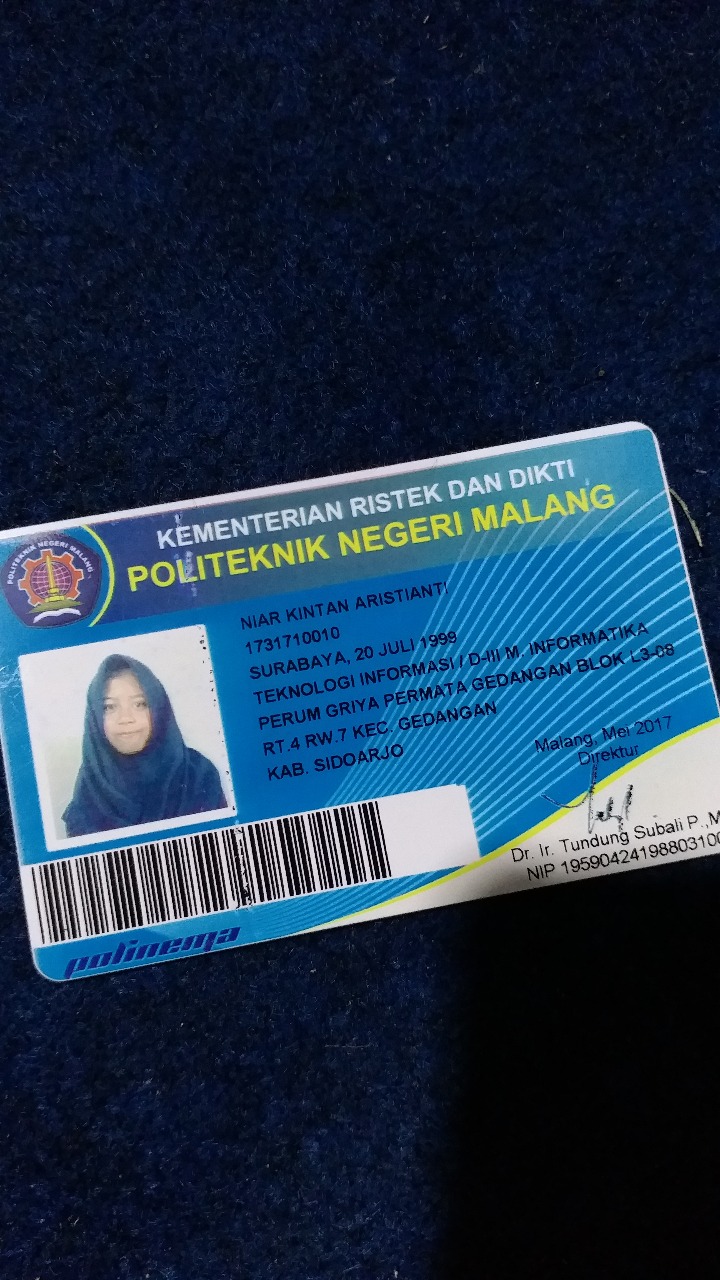 KEMENTERIAN RISTEK DAN DIKTI
POLITEKNIK NEGERI MALANG
POLITEKNIK NEGERI MALANG
NIAR KINTAN ARISTIANTI
1731710010
SURABAYA, 20 JULI 1999
TEKNOLOGI INFORMASI / D-III M. INFORMATIKA
PERUM GRIYA PERMATA GEDANGAN BLOK L3-08
RT.4 RW.7 KEC. GEDANGAN
KAB. SIDOARJO
Malang, Mei 2017
Direktur
Dr. Ir. Tundung Subali P.,M
NIP 19590424198803100
polinema